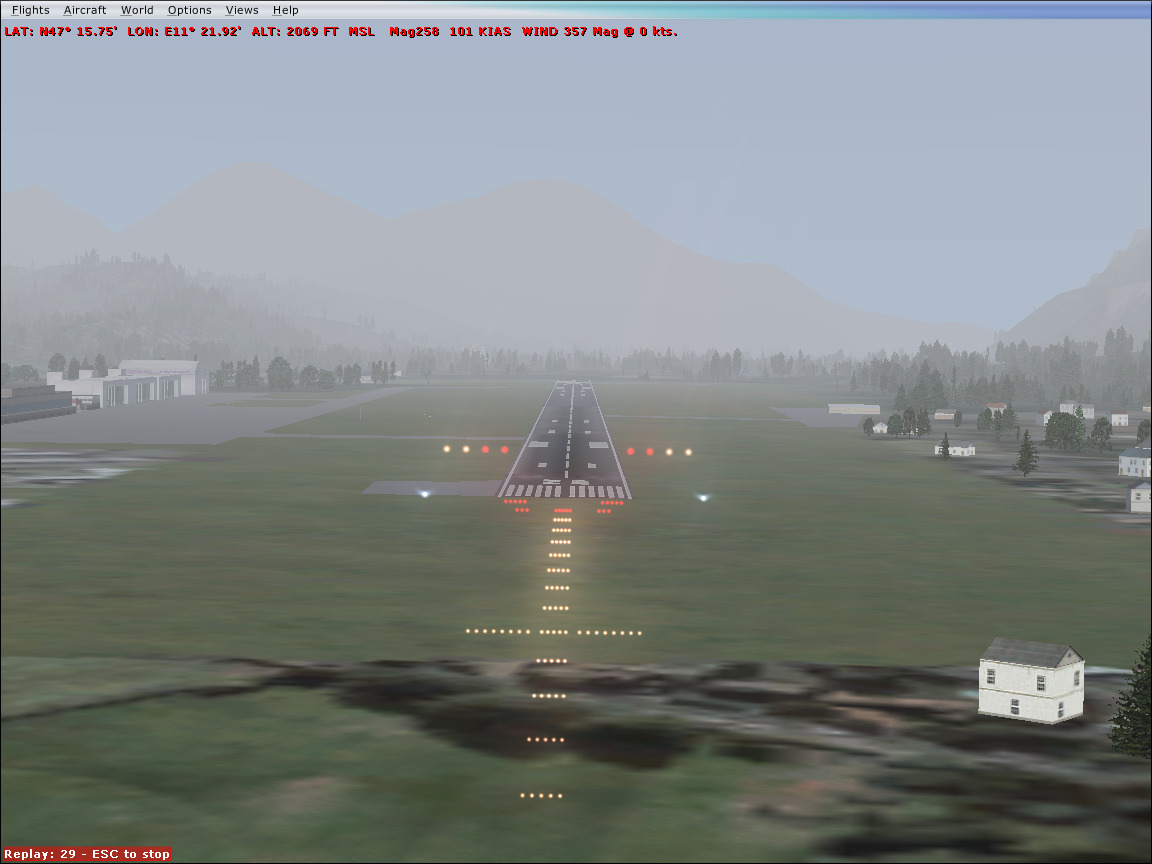 Flights Aircraft World Options Views Help
LAT: N47° 15.75' LON: E11° 21.92' ALT: 2069 FT MSL Mag258 101 KIAS WIND 357 Mag @ 0 kts.
Replay: 29 - ESC to stop